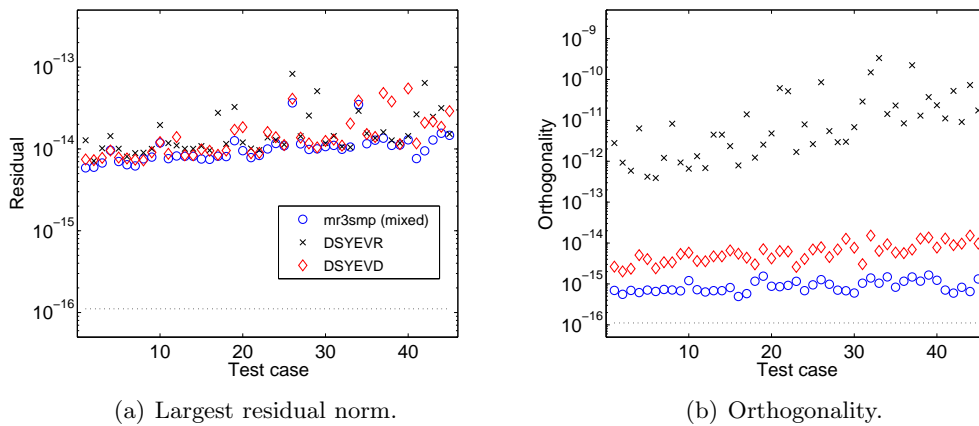 10^-13
10^-14
10^-15
10^-16
Residual
mr3smp (mixed)
DSYEVR
DSYEVD
10
20
30
40
Test case
(a) Largest residual norm.
10^-9
10^-10
10^-11
10^-12
10^-13
10^-14
10^-15
10^-16
Orthogonality
10
20
30
40
Test case
(b) Orthogonality.